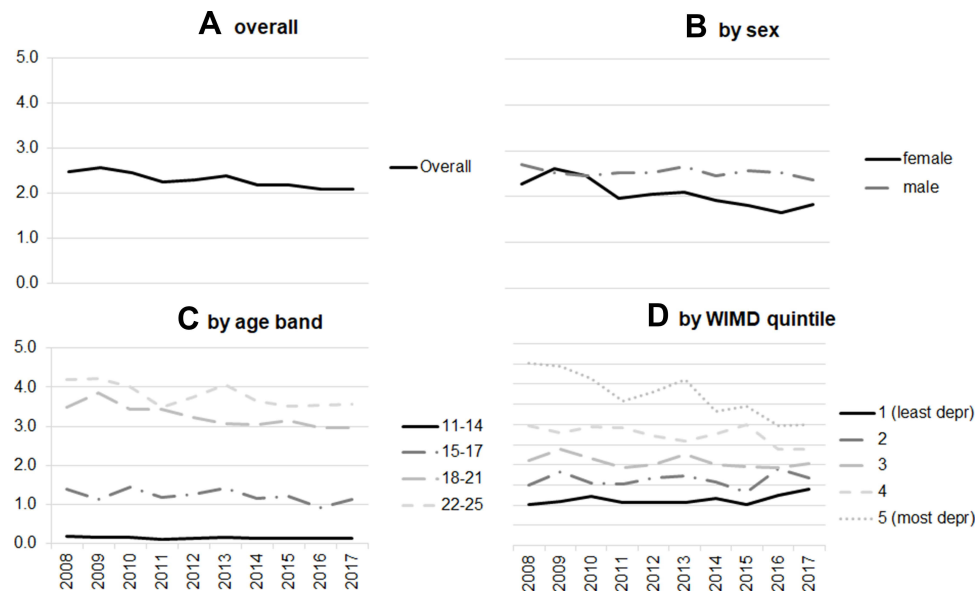 A overall
5.0
4.0
3.0
2.0
1.0
0.0
Overall
B by sex
female
male
C by age band
5.0
4.0
3.0
2.0
1.0
0.0
2008 2009 2010 2011 2012 2013 2014 2015 2016 2017
11-14
15-17
18-21
22-25
D by WIMD quintile
2008 2009 2010 2011 2012 2013 2014 2015 2016 2017
1 (least depr)
2
3
4
5 (most depr)